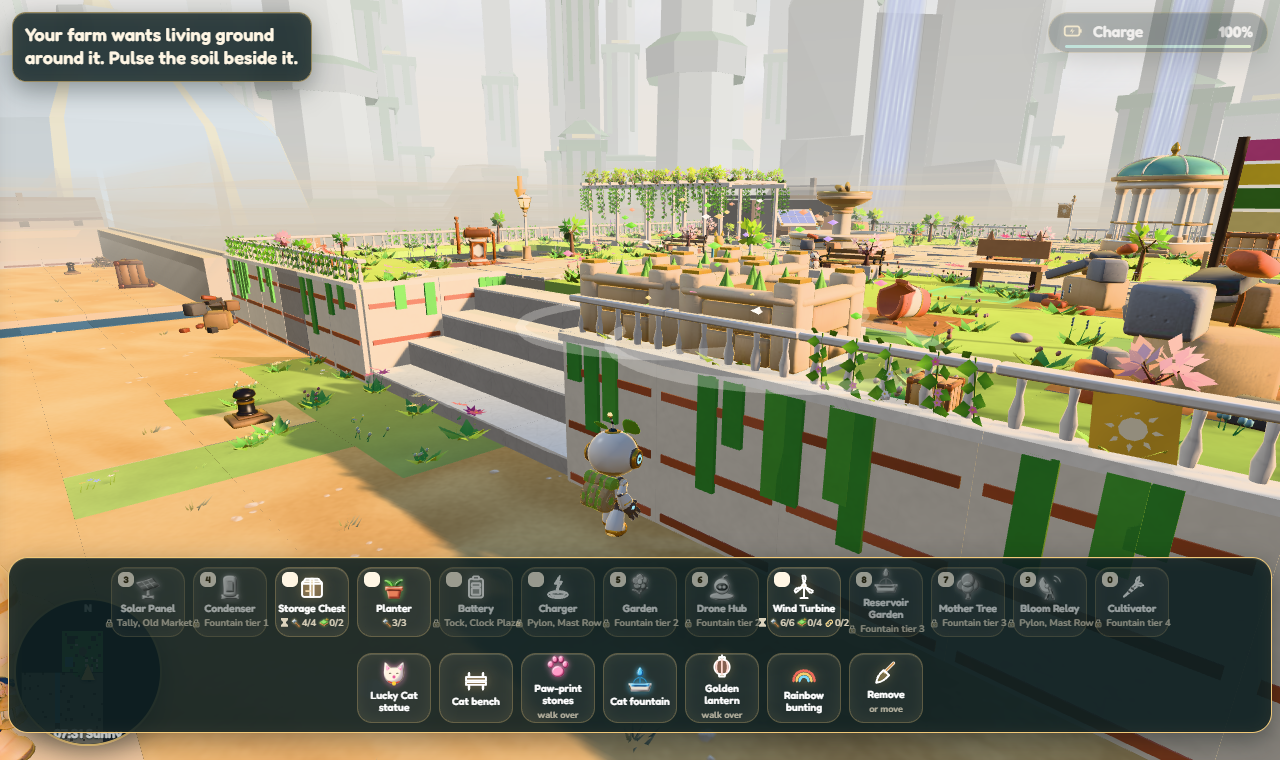 Your farm wants living ground
around it. Pulse the soil beside it.
Charge 100%
3
Solar Panel
Tally, Old Market
4
Condenser
Fountain tier 1
Storage Chest
4/4 0/2
Planter
3/3
Battery
Tock, Clock Plaza
Charger
Pylon, Mast Row
5
Garden
Fountain tier 2
6
Drone Hub
Fountain tier 2
Wind Turbine
6/6 0/4 0/2
8
Reservoir
Garden
Fountain tier 3
7
Mother Tree
Fountain tier 3
9
Bloom Relay
Pylon, Mast Row
0
Cultivator
Fountain tier 4
Lucky Cat
statue
Cat bench
Paw-print
stones
walk over
Cat fountain
Golden
lantern
walk over
Rainbow
bunting
Remove
or move
N
07:31 Sunny